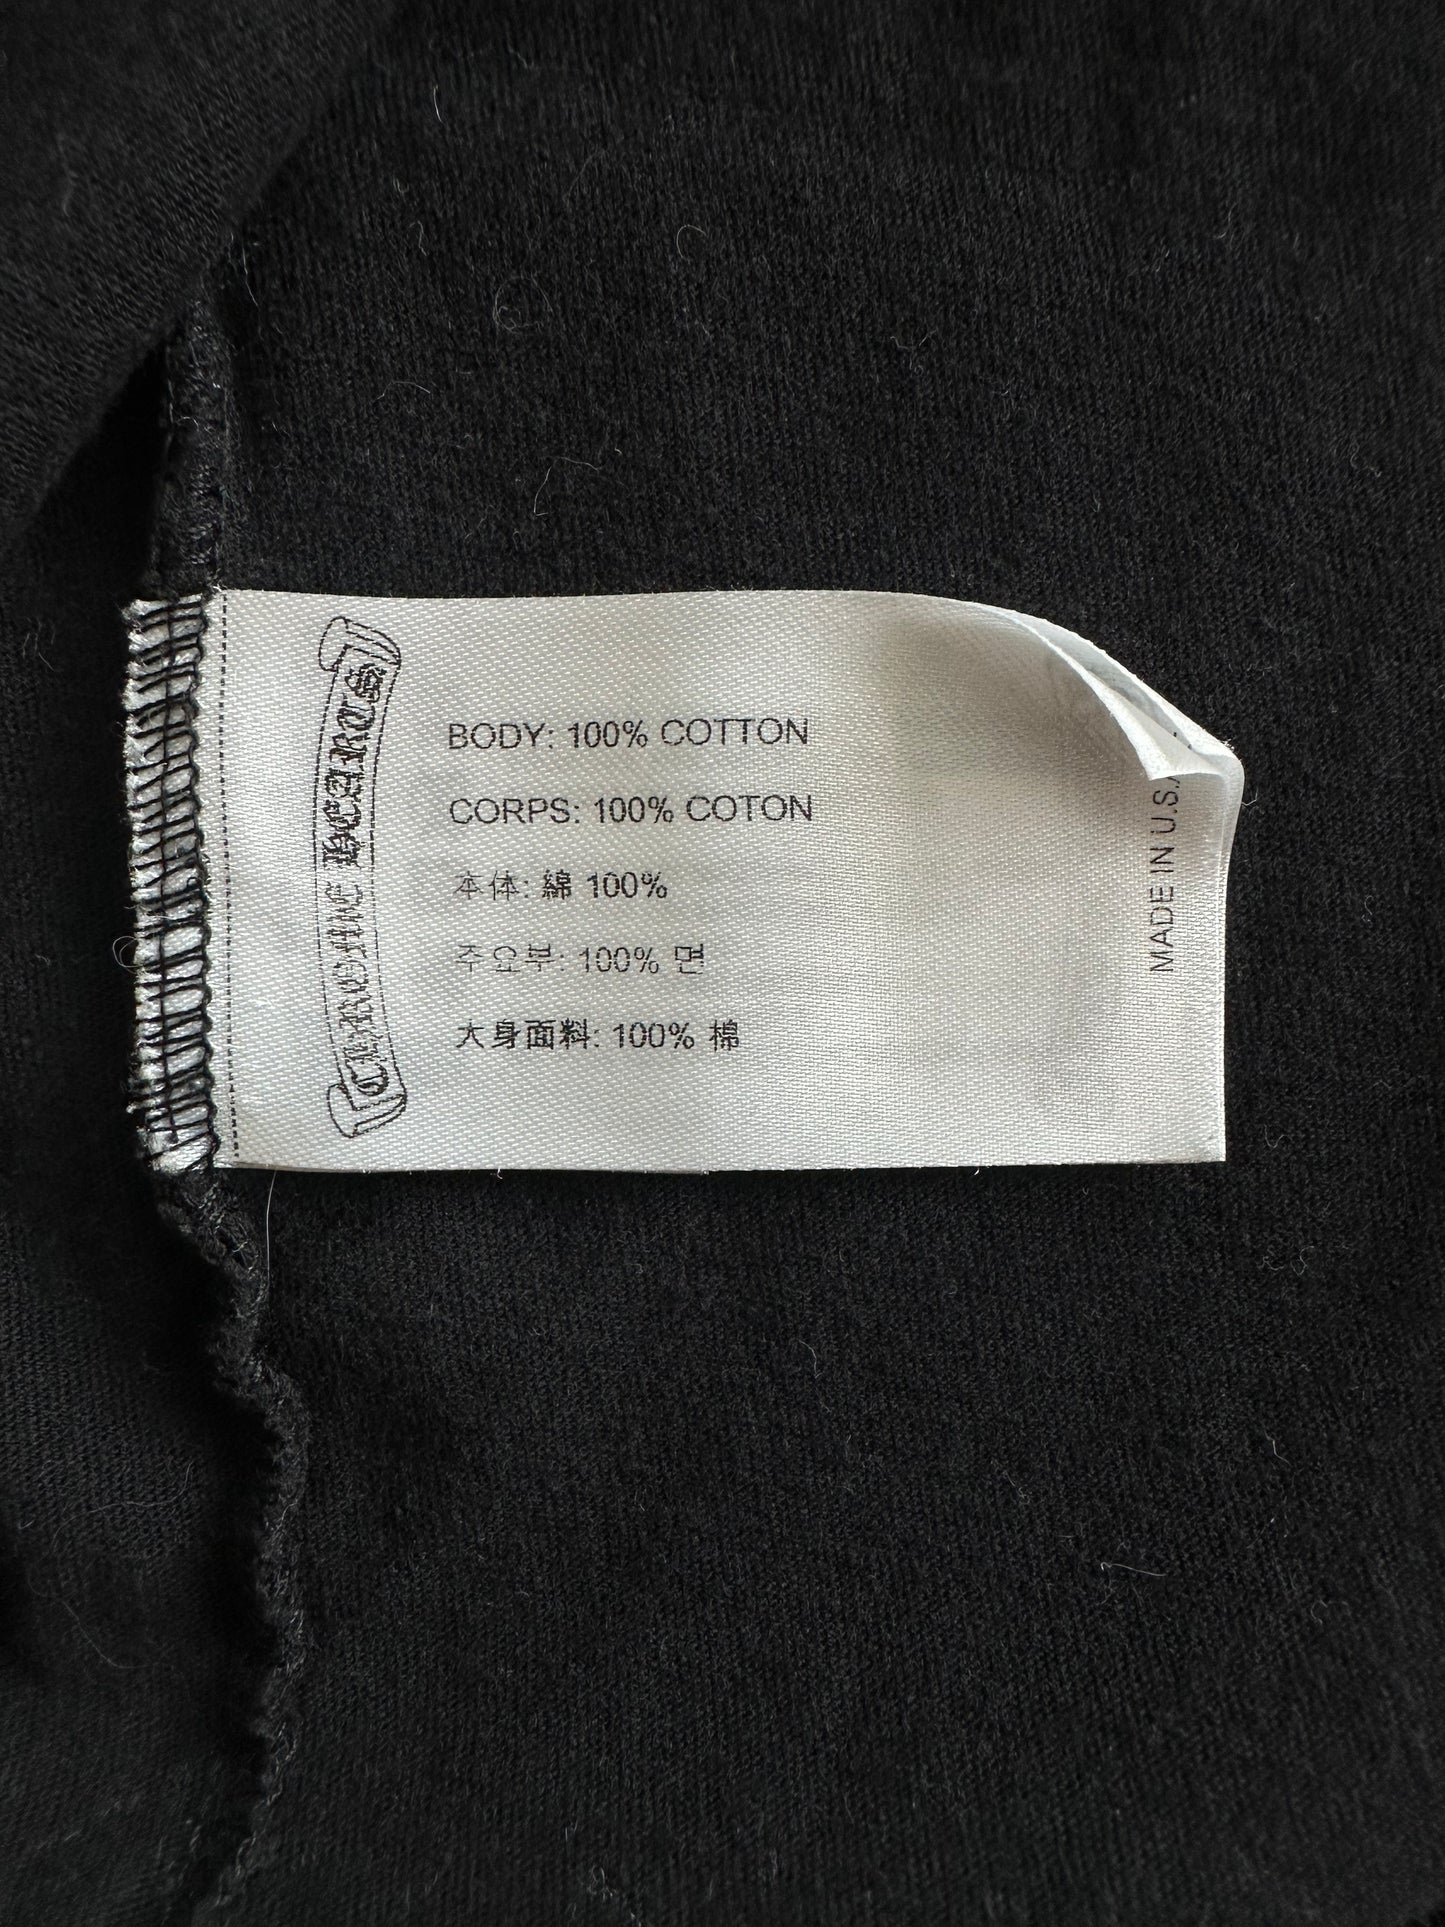 CHROME HEARTS
BODY: 100% COTTON
CORPS: 100% COTON
本体: 綿 100%
주요부: 100% 면
大身面料: 100% 棉
MADE IN U.S.A